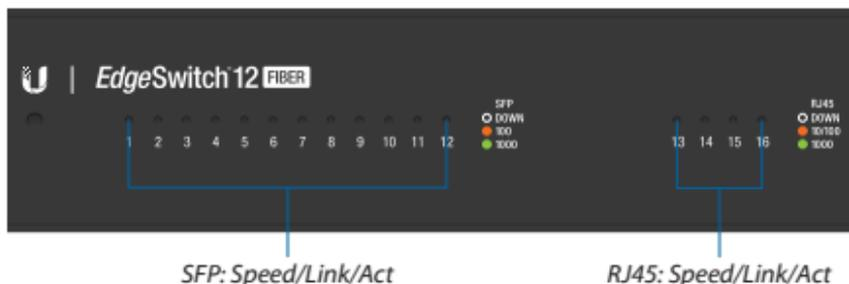 U | EdgeSwitch 12 FIBER
SFP
DOWN
100
1000
1 2 3 4 5 6 7 8 9 10 11 12
RJ45
DOWN
10/100
1000
13 14 15 16
SFP: Speed/Link/Act
RJ45: Speed/Link/Act